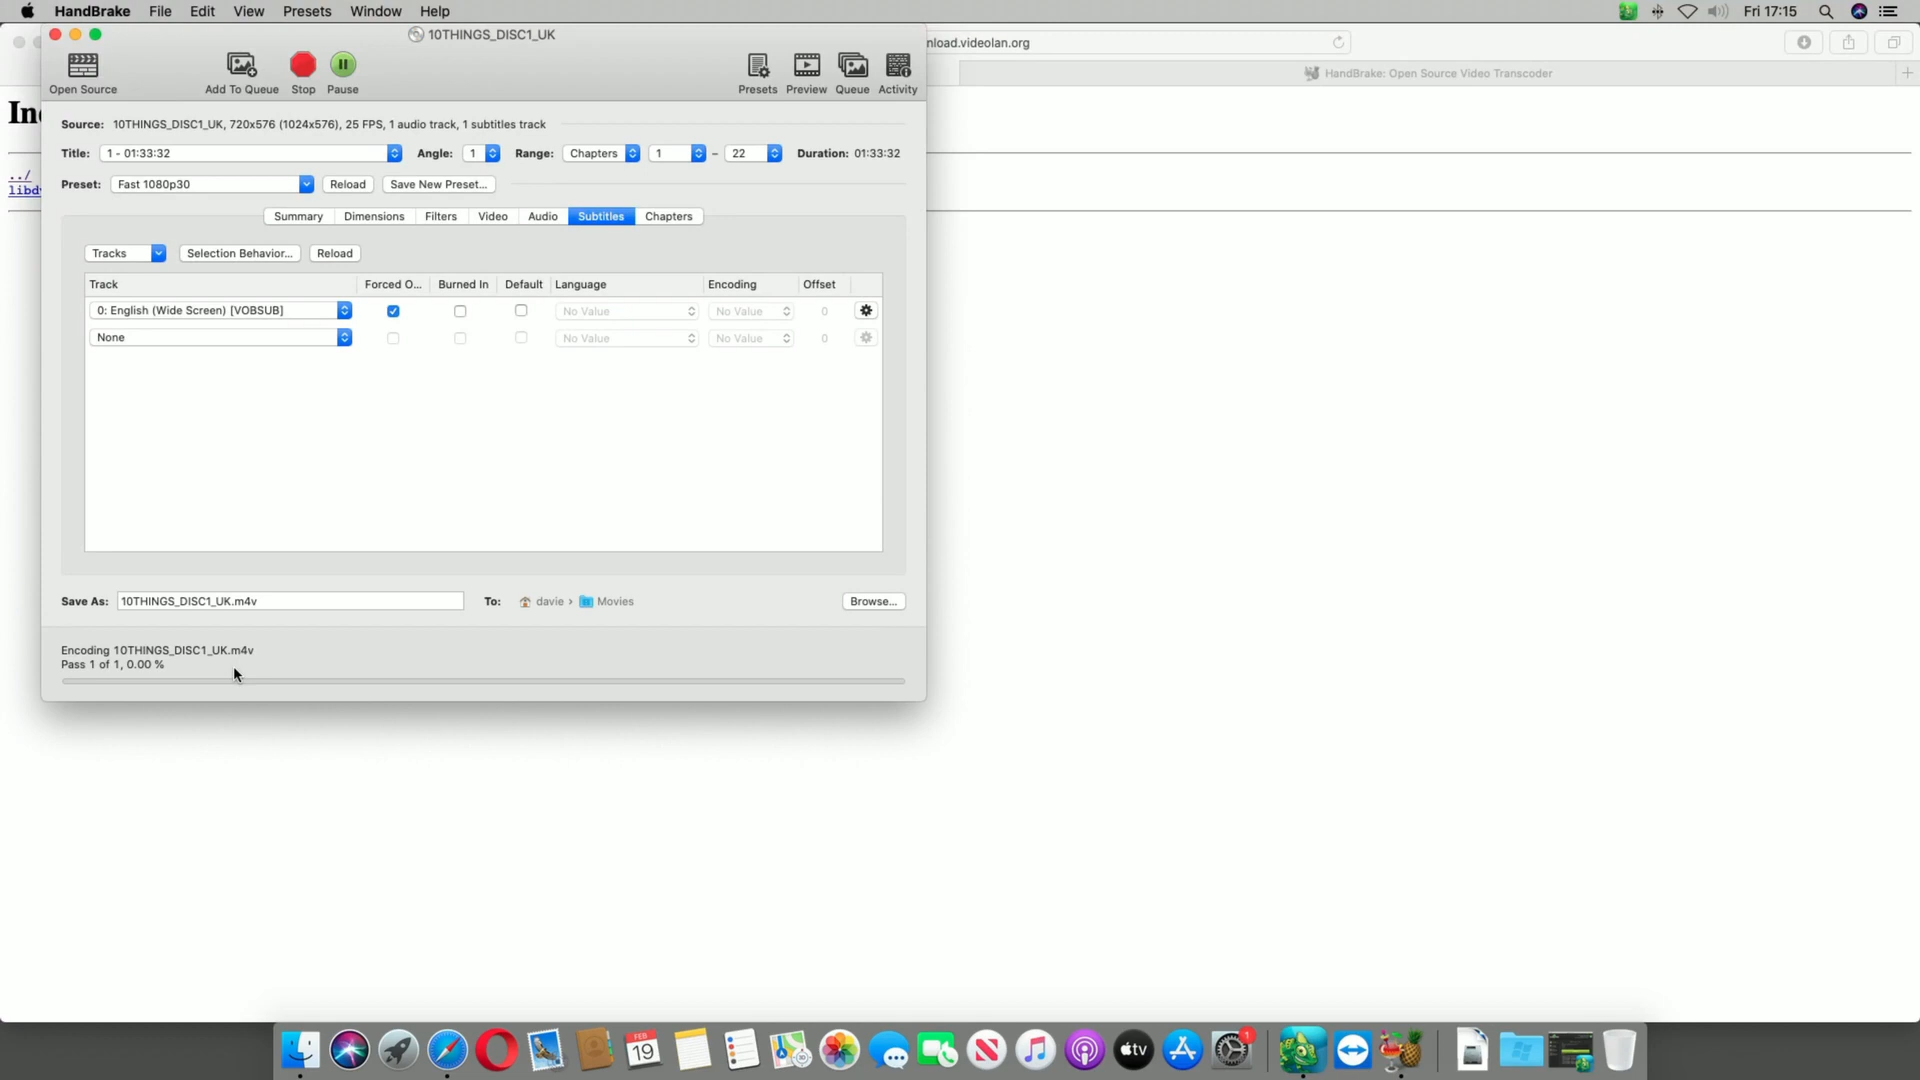 HandBrake File Edit View Presets Window Help
Fri 17:15
10THINGS_DISC1_UK
nload.videolan.org
Open Source
Add To Queue
Stop
Pause
Presets
Preview
Queue
Activity
HandBrake: Open Source Video Transcoder
In
Source: 10THINGS_DISC1_UK, 720x576 (1024x576), 25 FPS, 1 audio track, 1 subtitles track
Title: 1 - 01:33:32 Angle: 1 Range: Chapters 1 – 22 Duration: 01:33:32
../
Preset: Fast 1080p30 Reload Save New Preset...
libdv
Summary Dimensions Filters Video Audio Subtitles Chapters
Tracks Selection Behavior... Reload
Track Forced O... Burned In Default Language Encoding Offset
0: English (Wide Screen) [VOBSUB] No Value No Value 0
None No Value No Value 0
Save As: 10THINGS_DISC1_UK.m4v To: davie › Movies Browse...
Encoding 10THINGS_DISC1_UK.m4v
Pass 1 of 1, 0.00 %
FEB
19
tv
1